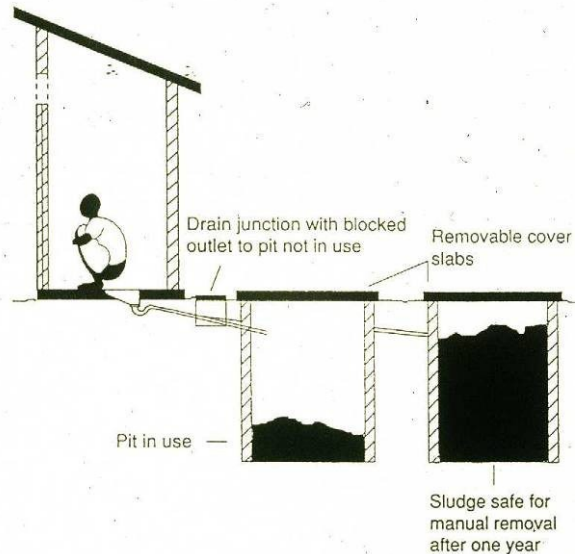 Drain junction with blocked
outlet to pit not in use
Removable cover
slabs
Pit in use
Sludge safe for
manual removal
after one year